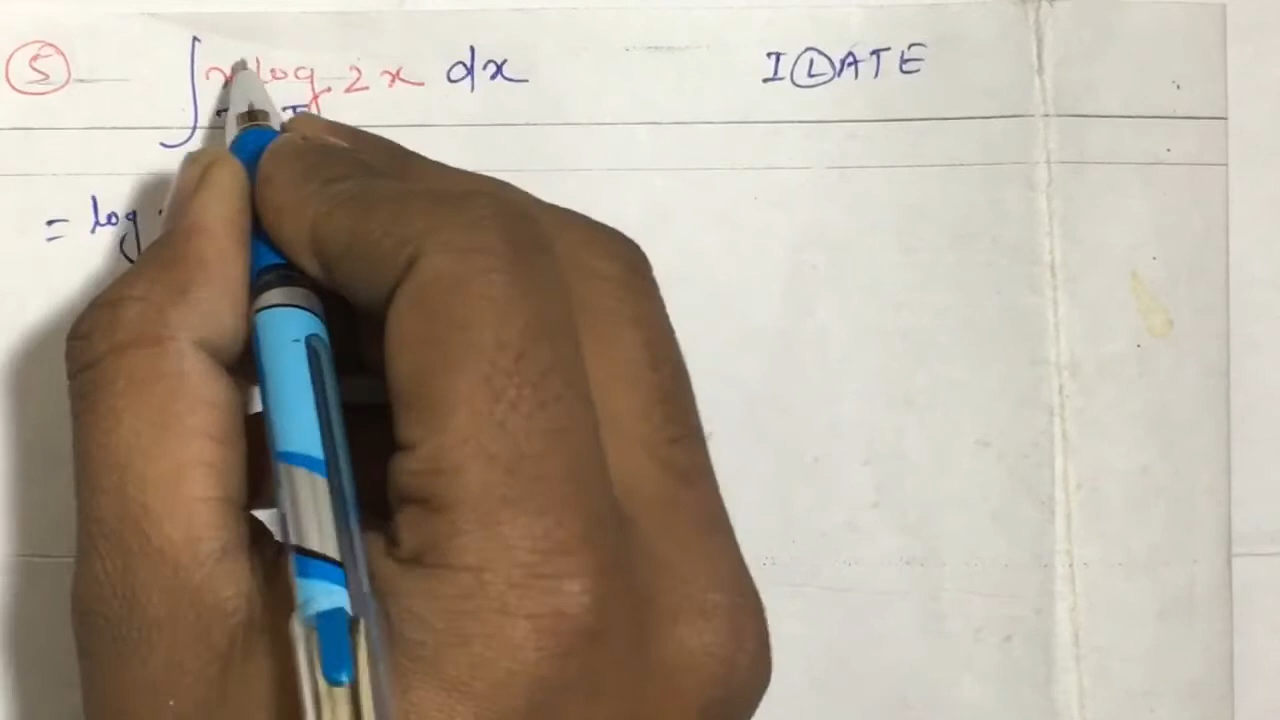 ⑤ ∫ x log 2x dx ILATE
I
= log